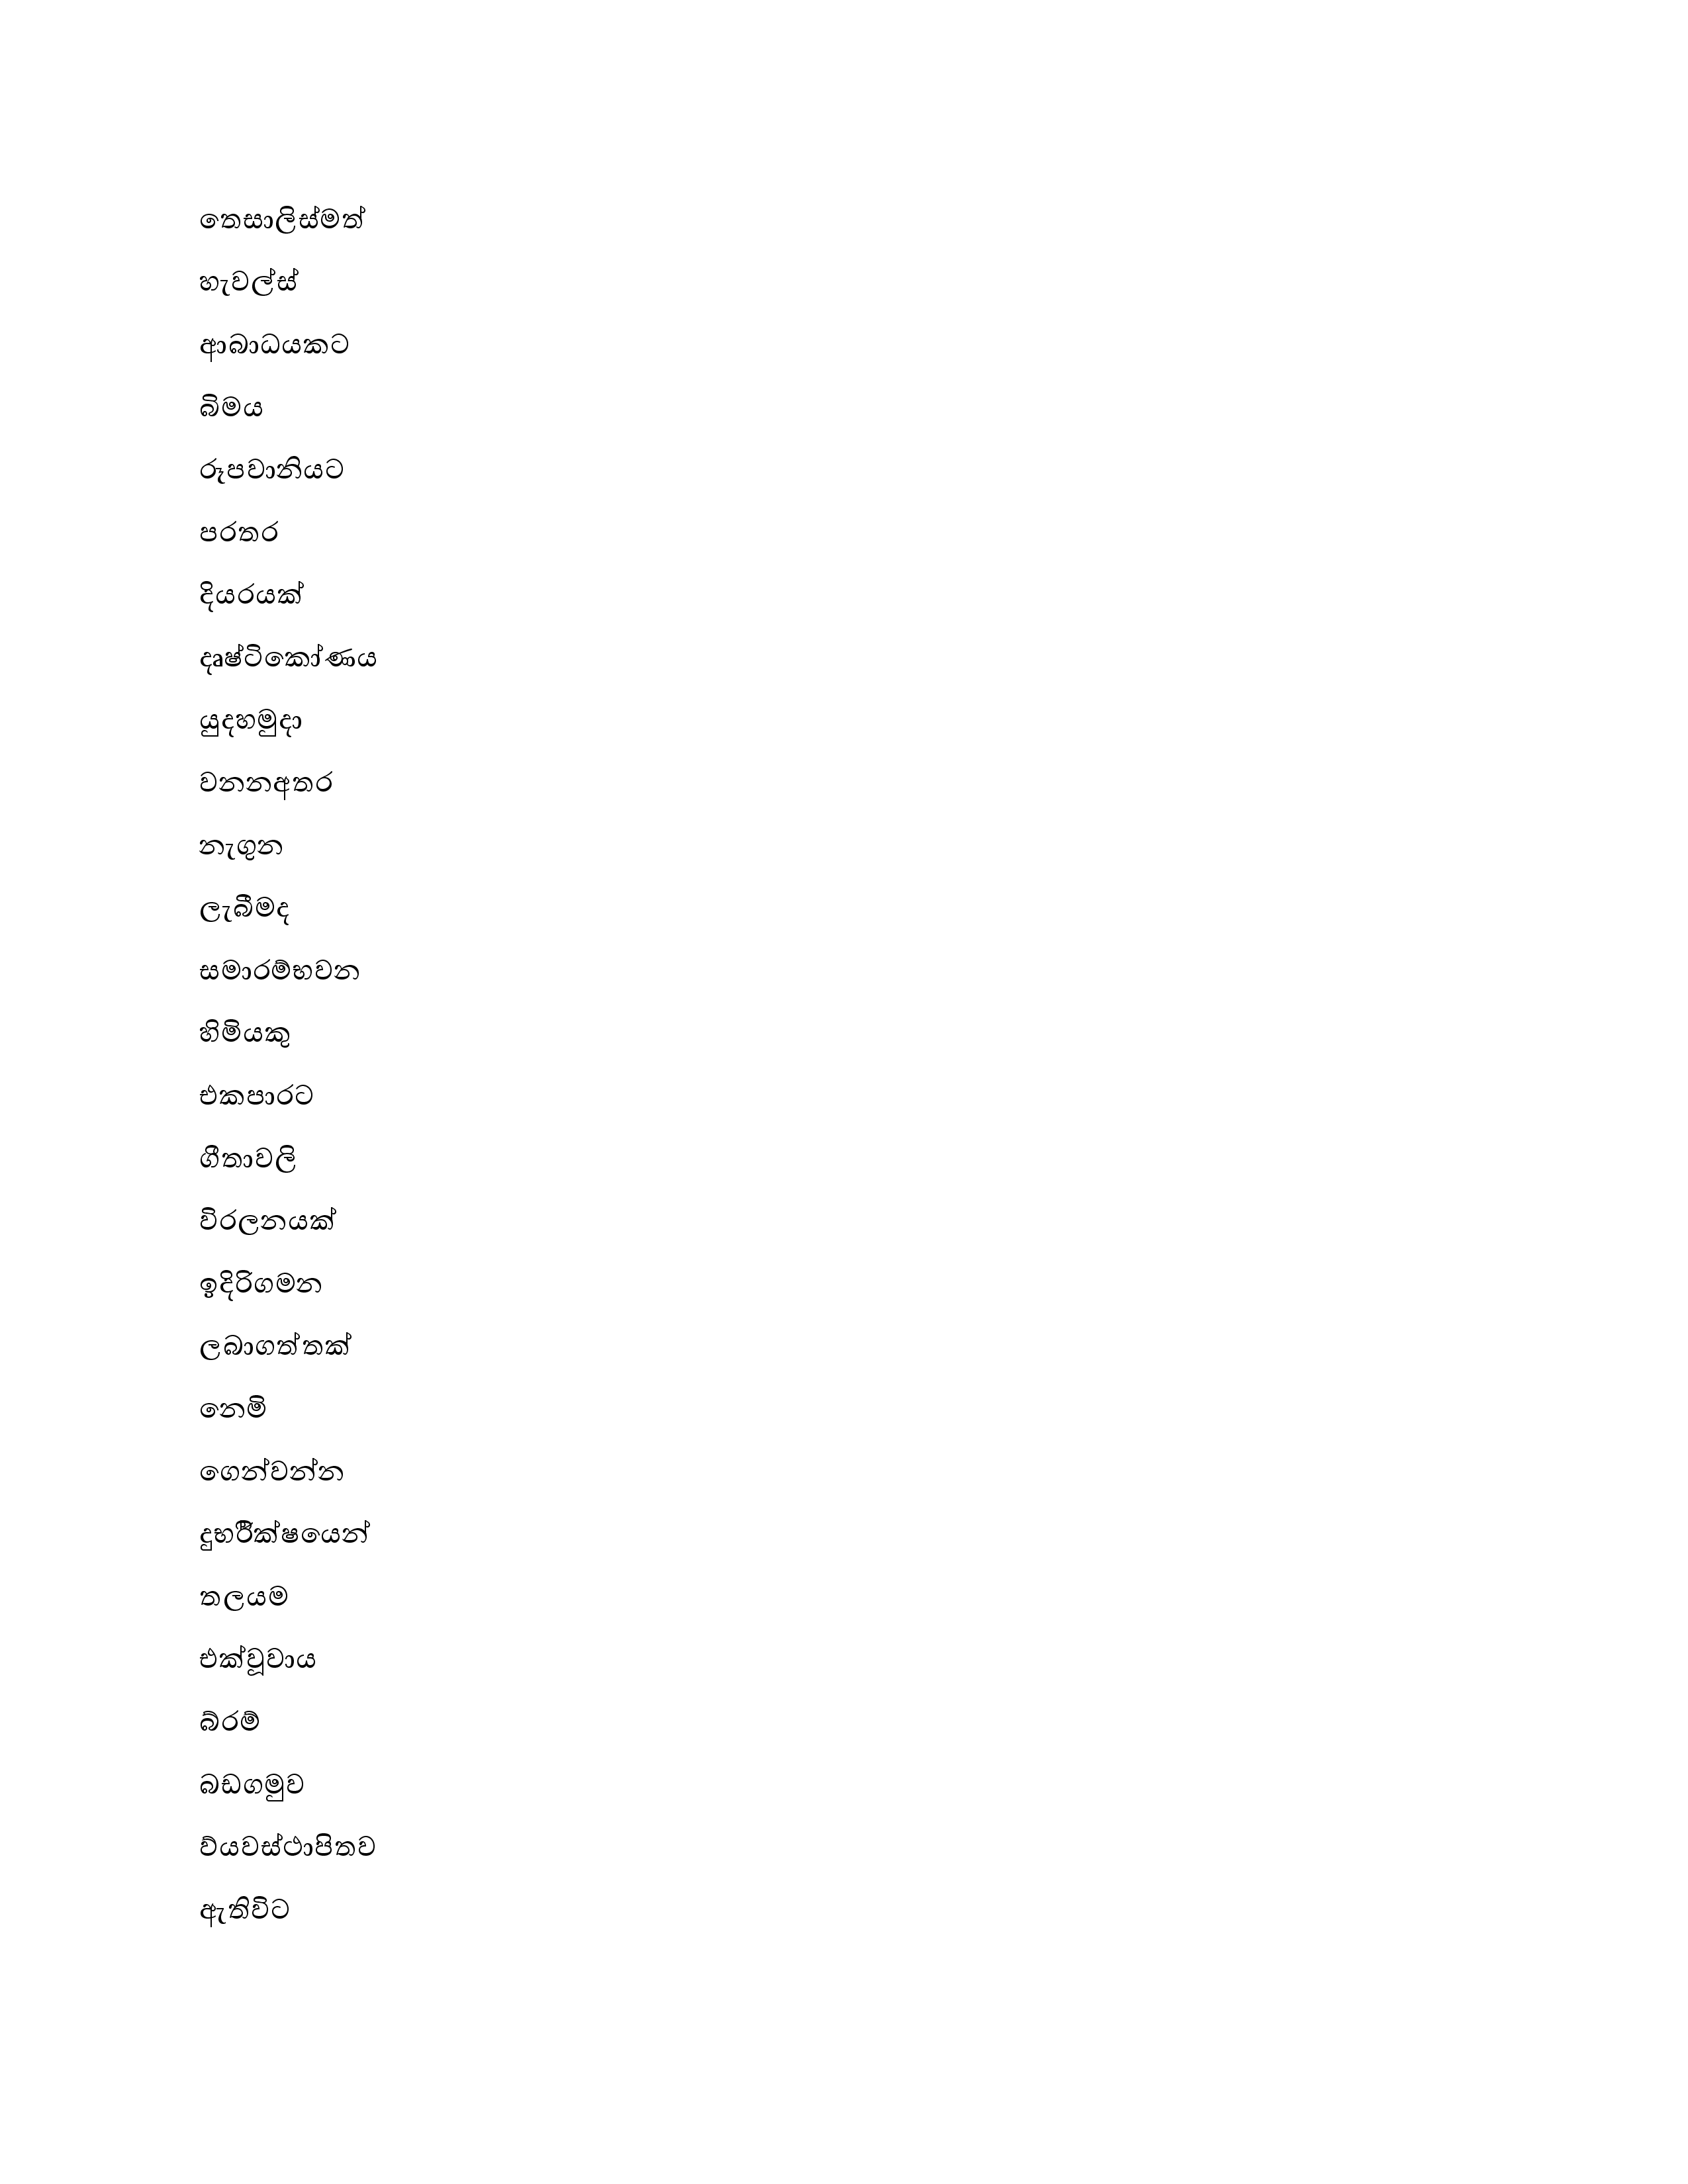 තෙසාලිස්මත්
හැවල්ස්
ආබාධයකට
බිමය
රූපවානියට
පරතර
දියරයක්
දෘෂ්ටිකෝණය
යුදහමුදා
වනනඅතර
නැගුන
ලැබීමද
සමාරම්භවන
හිමියකු
එකපාරට
ගීතාවලි
විරලනයක්
ඉදිරිගමන
ලබාගත්තක්
නෙමි
ගෙන්වන්න
දුර්භික්ෂයෙන්
තලයම
එක්වූවාය
බ්රම්
බඩගමුව
ව්යවස්ථාපිතව
ඇතිවිට